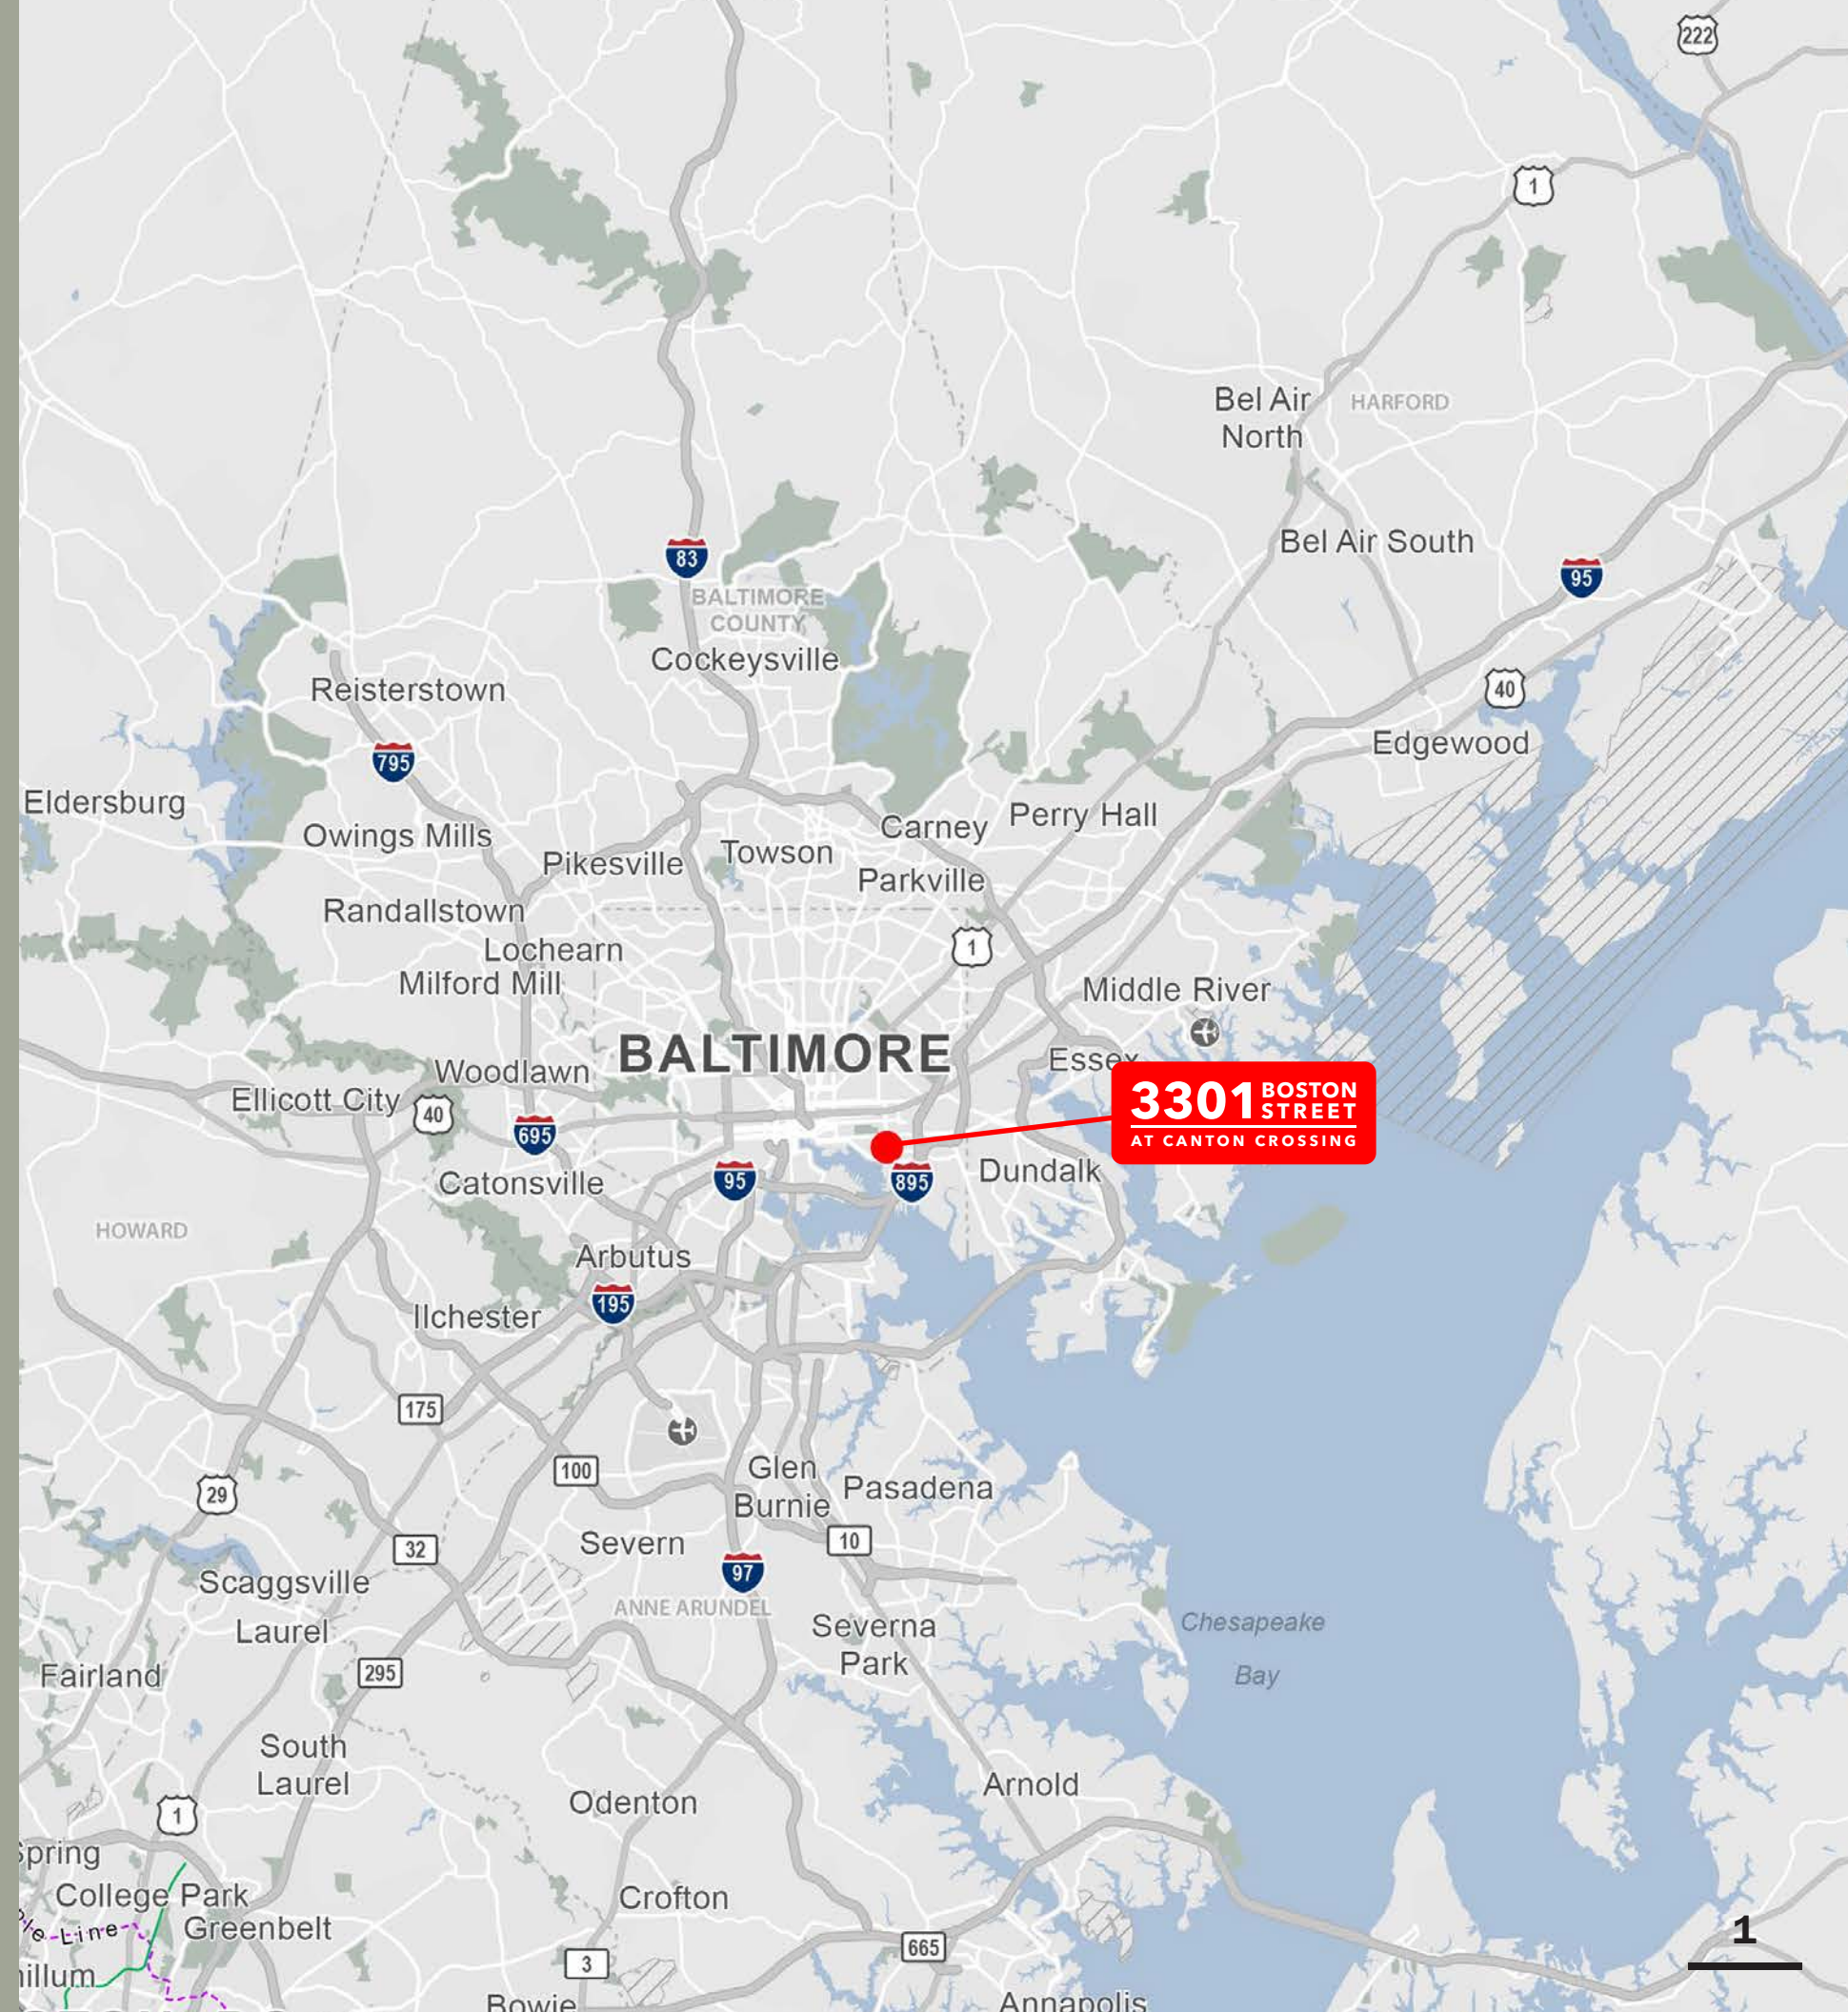 222
1
Bel Air
North
HARFORD
Bel Air South
83
95
BALTIMORE
COUNTY
Cockeysville
Reisterstown
40
Edgewood
795
Eldersburg
Owings Mills
Carney
Perry Hall
Pikesville
Towson
Parkville
Randallstown
Lochearn
1
Milford Mill
Middle River
BALTIMORE
Essex
Woodlawn
Ellicott City
40
3301 BOSTON
STREET
AT CANTON CROSSING
695
95
895
Dundalk
Catonsville
HOWARD
Arbutus
195
Ilchester
175
100
Glen
Burnie
Pasadena
29
32
Severn
10
97
Scaggsville
ANNE ARUNDEL
Laurel
Severna
Park
Chesapeake
Bay
Fairland
295
South
Laurel
Arnold
Odenton
1
pring
College Park
Crofton
Line
Greenbelt
665
1
3
illum
Bowie
Annapolis